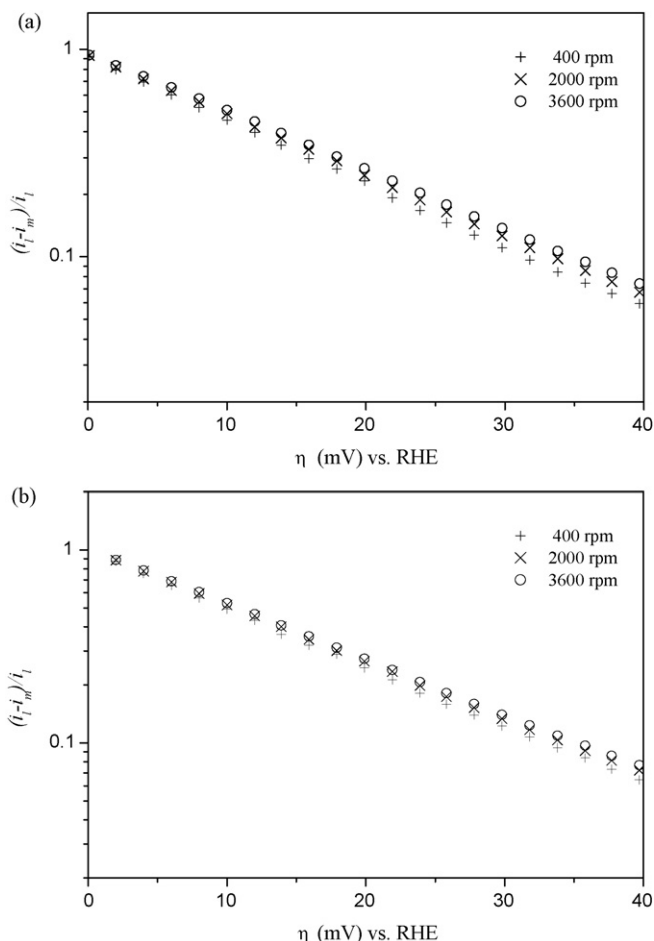 (a)
1
0.1
(i_l-i_m)/i_l
400 rpm
2000 rpm
3600 rpm
0 10 20 30 40
η (mV) vs. RHE
(b)
1
0.1
(i_l-i_m)/i_l
400 rpm
2000 rpm
3600 rpm
0 10 20 30 40
η (mV) vs. RHE